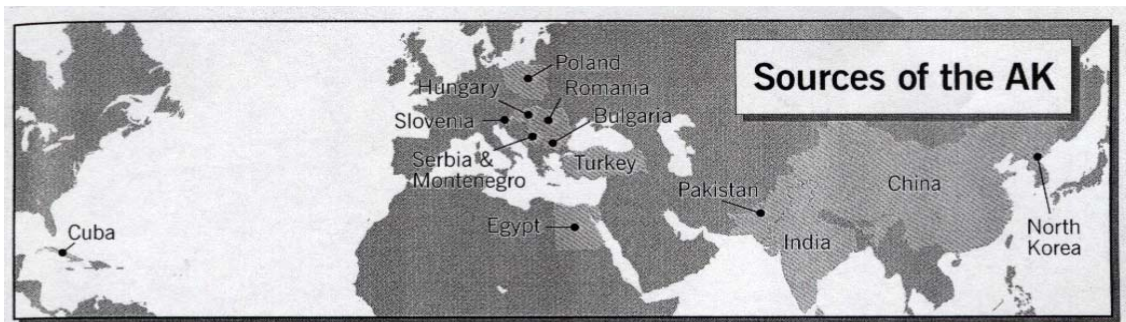 Sources of the AK
Poland
Hungary
Romania
Slovenia
Bulgaria
Serbia &
Montenegro
Turkey
Pakistan
China
Egypt
India
North
Korea
Cuba